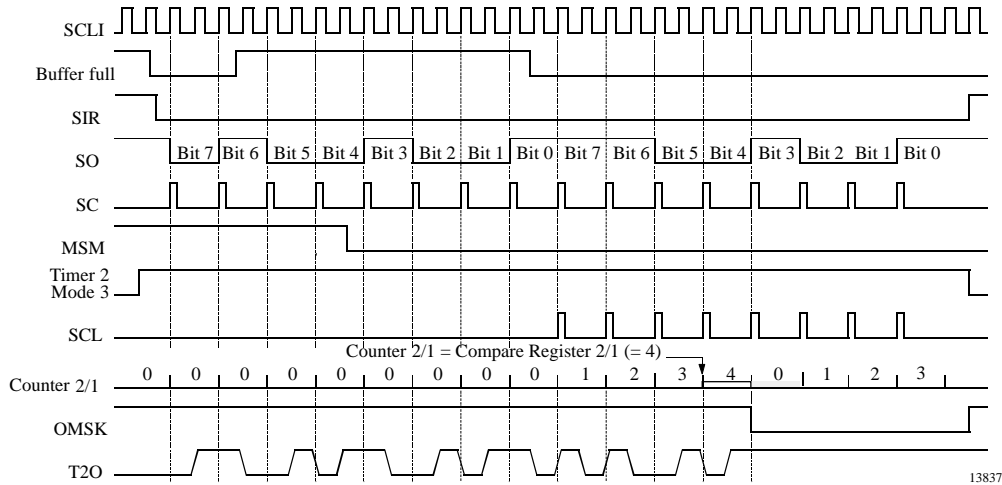 SCLI
Buffer full
SIR
SO
Bit 7 Bit 6 Bit 5 Bit 4 Bit 3 Bit 2 Bit 1 Bit 0 Bit 7 Bit 6 Bit 5 Bit 4 Bit 3 Bit 2 Bit 1 Bit 0
SC
MSM
Timer 2
Mode 3
SCL
Counter 2/1 = Compare Register 2/1 (= 4)
Counter 2/1
0 0 0 0 0 0 0 0 0 1 2 3 4 0 1 2 3
OMSK
T2O
13837